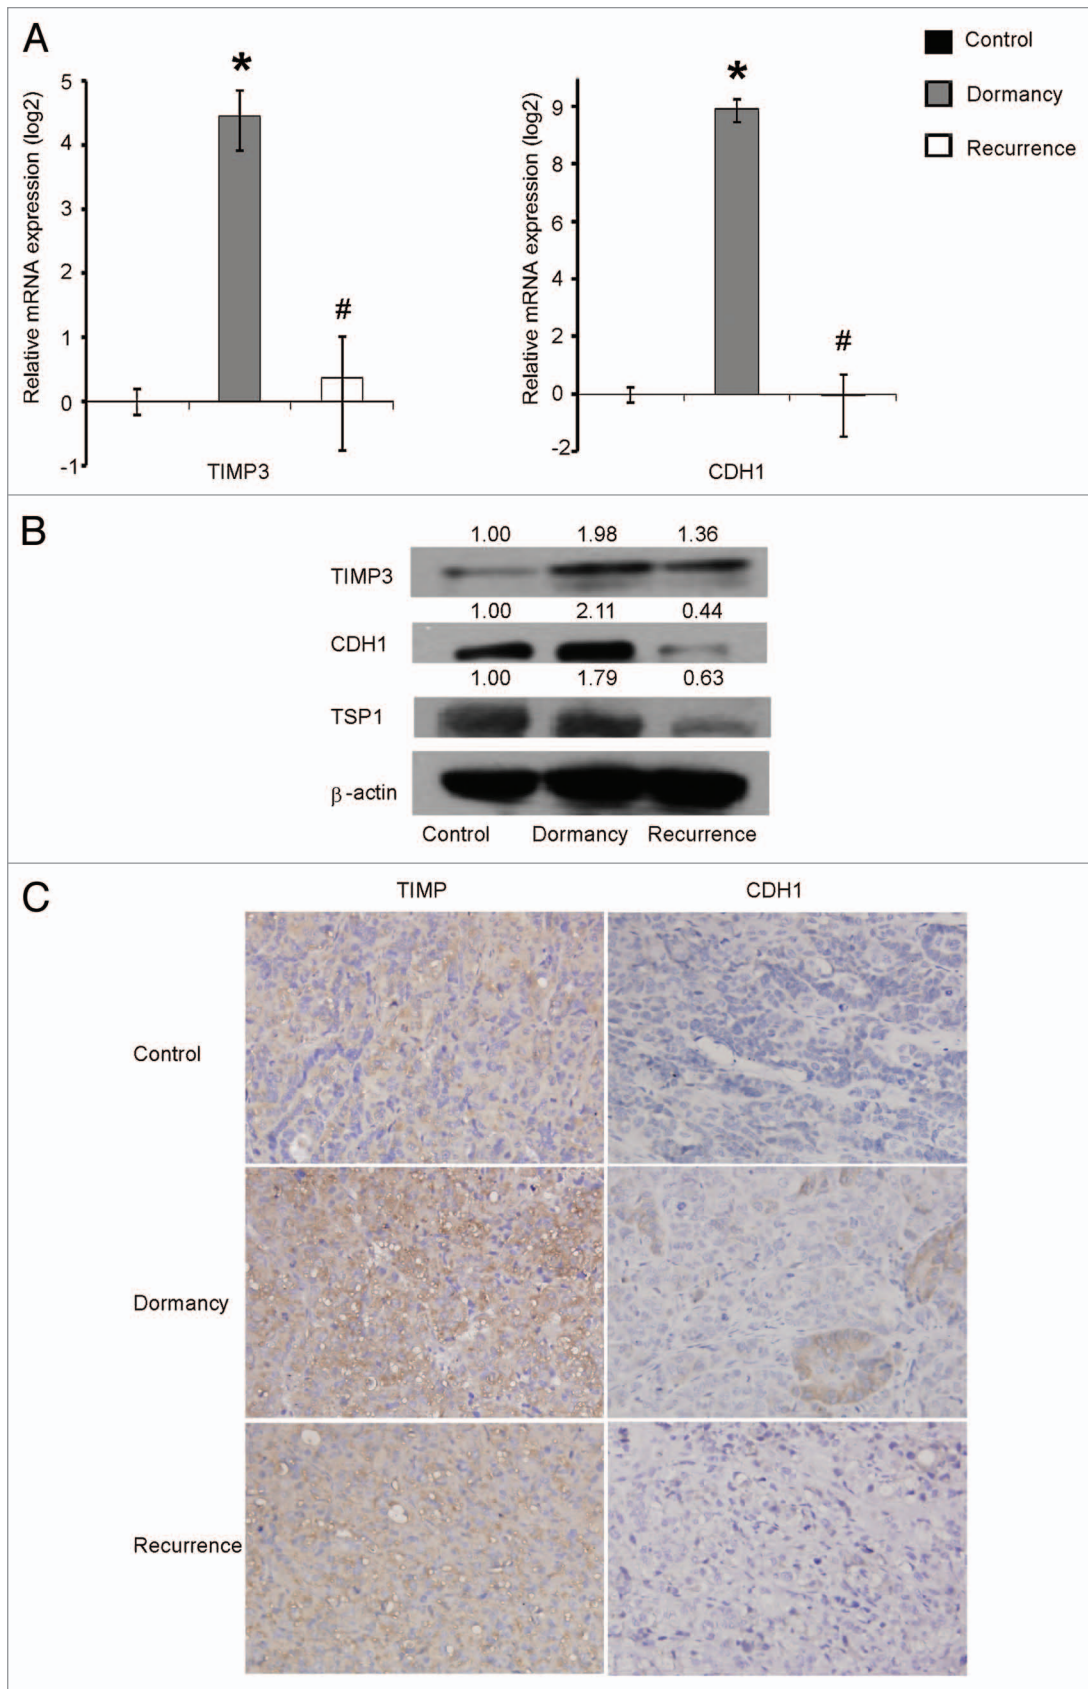 A
Control
Dormancy
Recurrence
Relative mRNA expression (log2)
5
4
3
2
1
0
-1
*
#
TIMP3
Relative mRNA expression (log2)
9
8
6
4
2
0
-2
*
#
CDH1
B
1.00 1.98 1.36
TIMP3
1.00 2.11 0.44
CDH1
1.00 1.79 0.63
TSP1
β-actin
Control Dormancy Recurrence
C
TIMP CDH1
Control
Dormancy
Recurrence